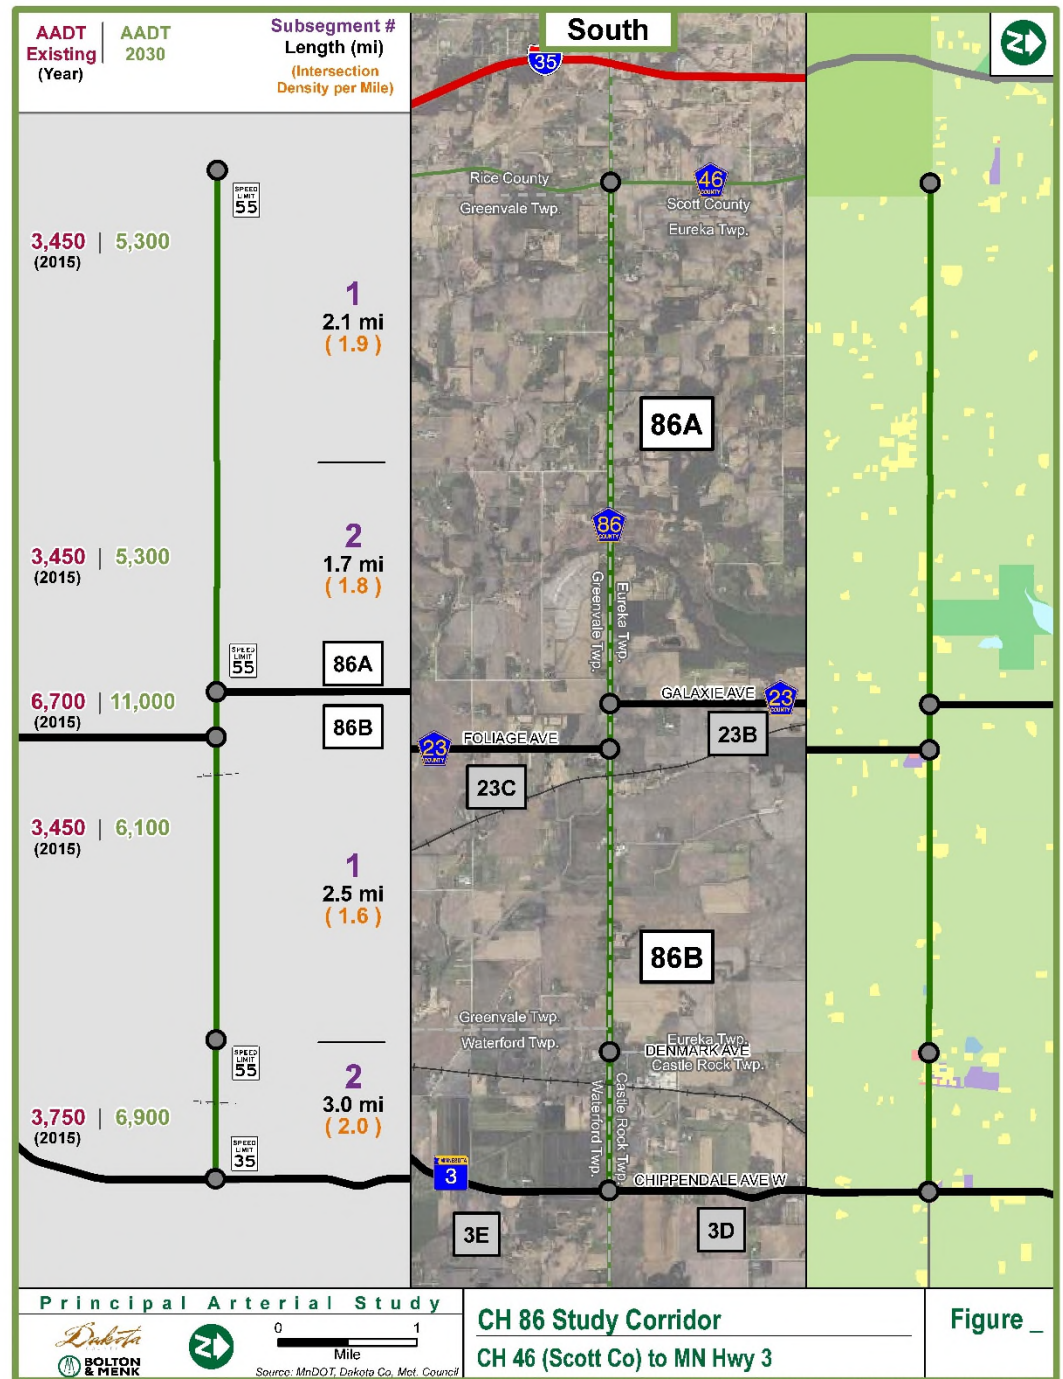 AADT
Existing
(Year)
AADT
2030
Subsegment #
Length (mi)
(Intersection
Density per Mile)
South
N
35
SPEED
LIMIT
55
3,450 | 5,300
(2015)
1
2.1 mi
( 1.9 )
Rice County
Greenvale Twp.
46
COUNTY
Scott County
Eureka Twp.
86A
86
COUNTY
3,450 | 5,300
(2015)
2
1.7 mi
( 1.8 )
Greenvale Twp.
Eureka Twp.
SPEED
LIMIT
55
86A
6,700 | 11,000
(2015)
86B
GALAXIE AVE
23
COUNTY
23
COUNTY
FOLIAGE AVE
23B
23C
3,450 | 6,100
(2015)
1
2.5 mi
( 1.6 )
86B
Greenvale Twp.
Waterford Twp.
Eureka Twp.
DENMARK AVE
Castle Rock Twp.
SPEED
LIMIT
55
2
3.0 mi
( 2.0 )
3,750 | 6,900
(2015)
Waterford Twp.
Castle Rock Twp.
SPEED
LIMIT
35
MINNESOTA
3
CHIPPENDALE AVE W
3E
3D
Principal Arterial Study
Dakota
COUNTY
BOLTON
& MENK
N
0 1
Mile
Source: MnDOT, Dakota Co, Met. Council
CH 86 Study Corridor
CH 46 (Scott Co) to MN Hwy 3
Figure _